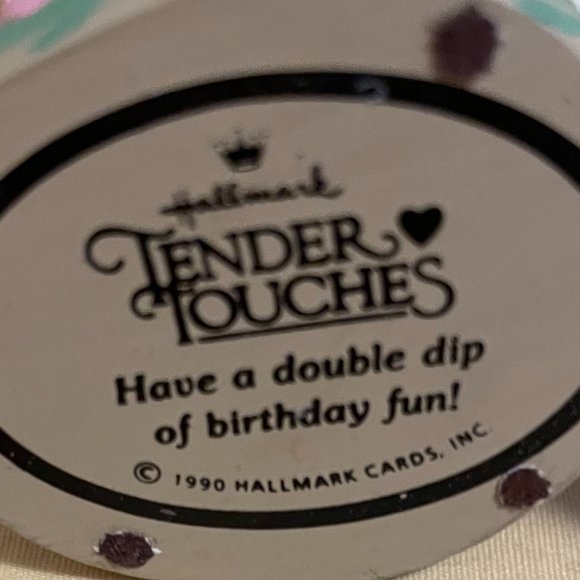 Hallmark
TENDER
TOUCHES
Have a double dip
of birthday fun!
© 1990 HALLMARK CARDS, INC.